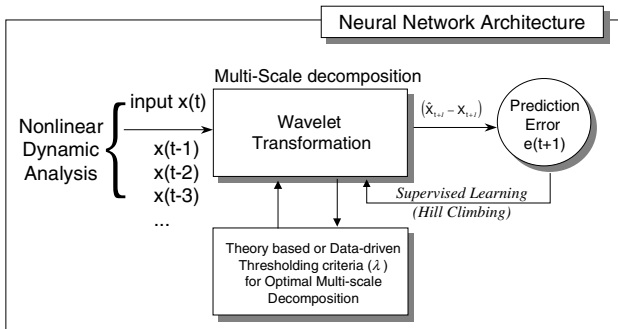 Neural Network Architecture
Multi-Scale decomposition
Nonlinear
Dynamic
Analysis
input x(t)
x(t-1)
x(t-2)
x(t-3)
...
Wavelet
Transformation
(x̂ₜ₊₁ − xₜ₊₁)
Prediction
Error
e(t+1)
Supervised Learning
(Hill Climbing)
Theory based or Data-driven
Thresholding criteria (λ)
for Optimal Multi-scale
Decomposition